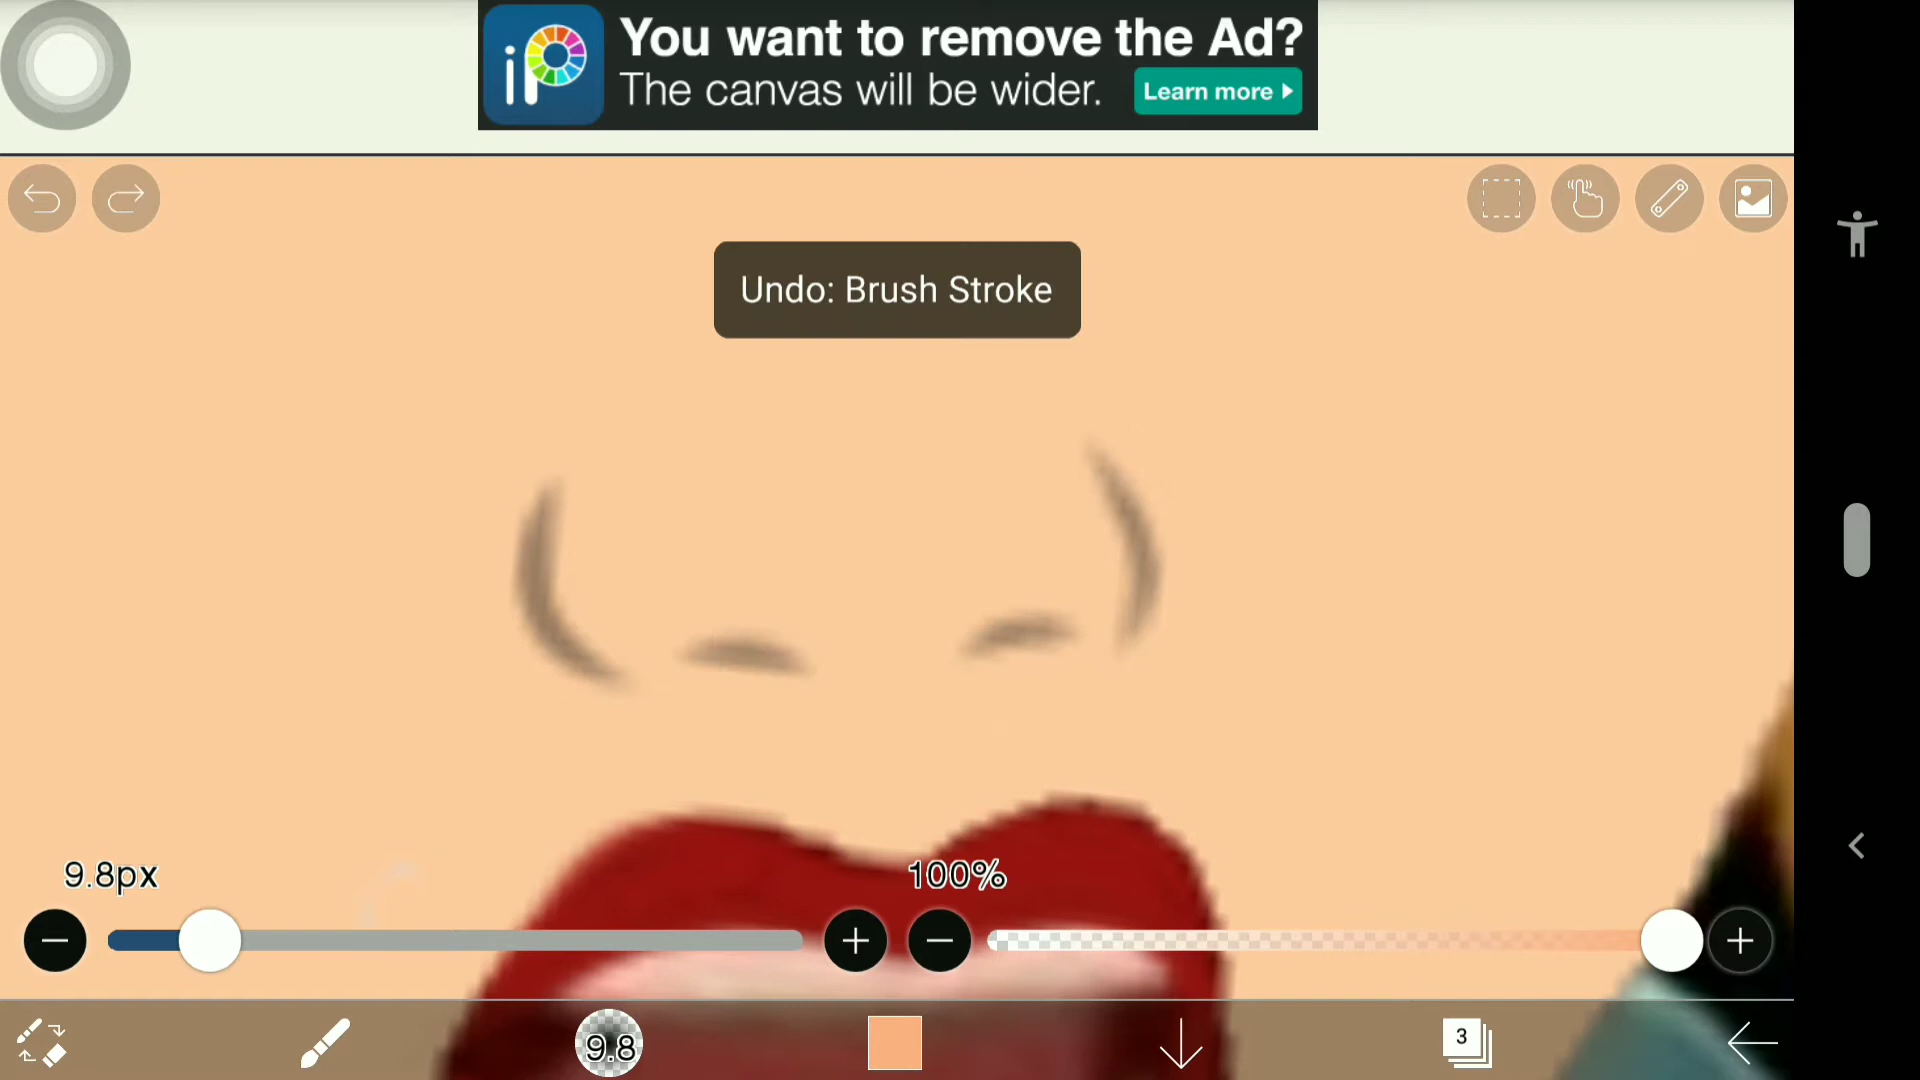 iP
You want to remove the Ad?
The canvas will be wider.
Learn more
Undo: Brush Stroke
9.8px
100%
9.8
3